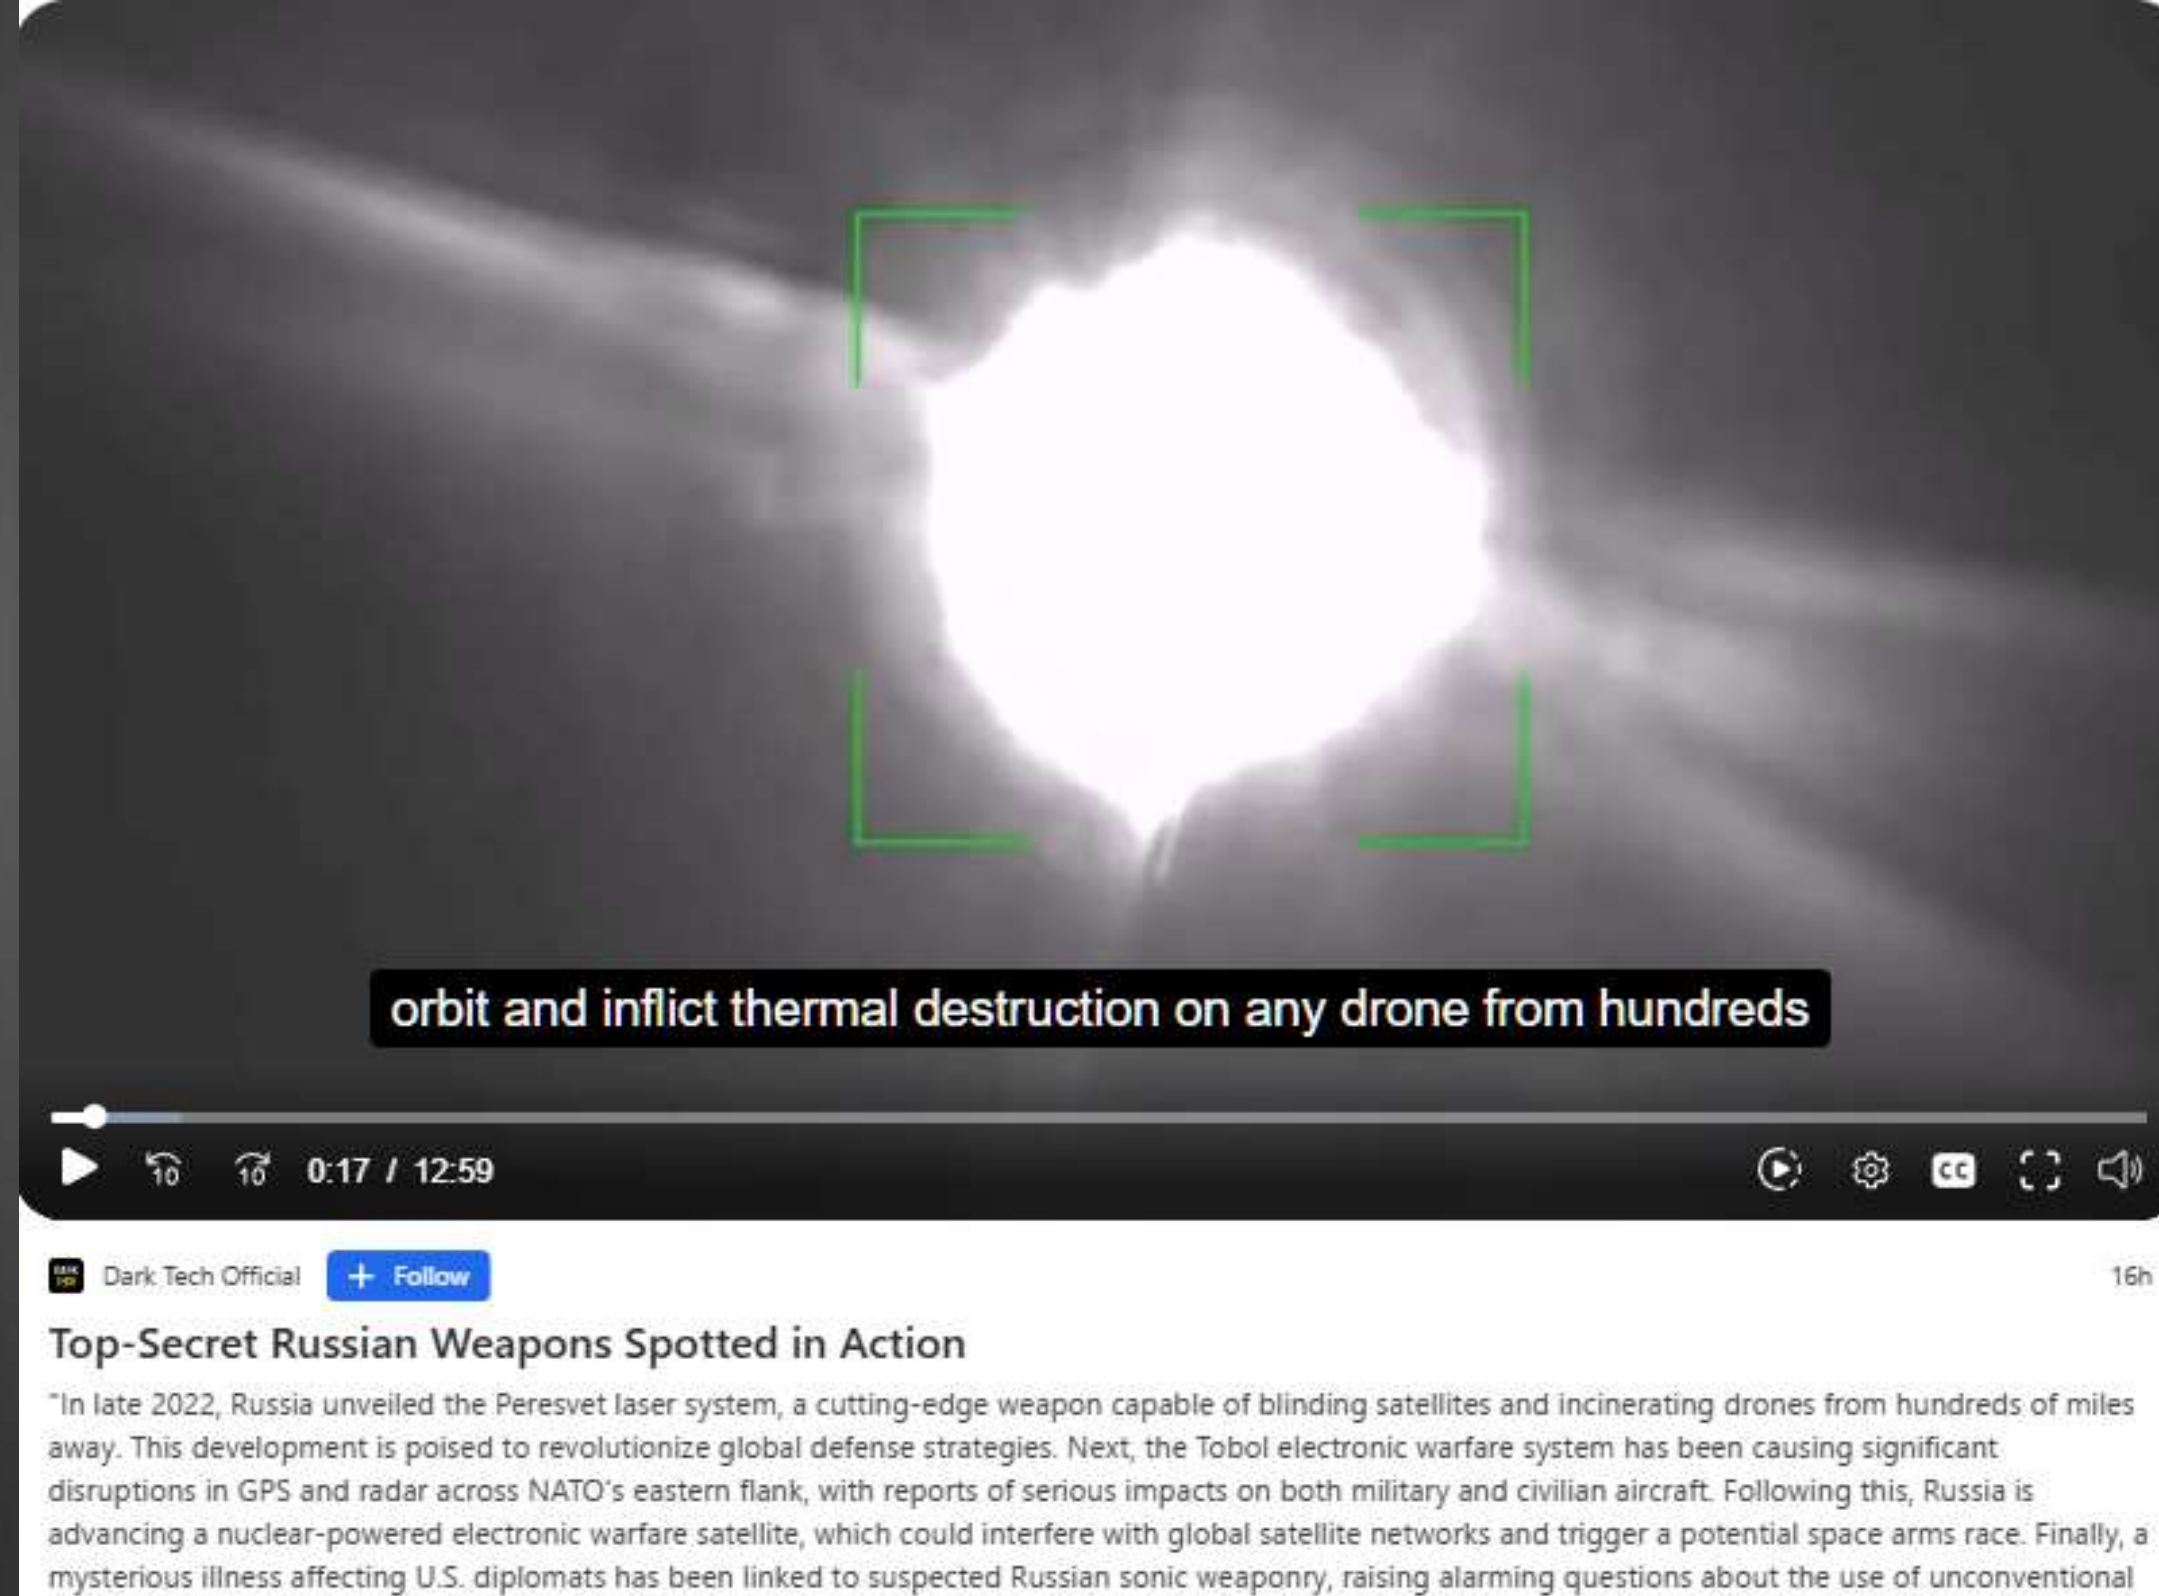 orbit and inflict thermal destruction on any drone from hundreds
10 10 0:17 / 12:59 CC
Dark Tech Official + Follow 16h
Top-Secret Russian Weapons Spotted in Action
"In late 2022, Russia unveiled the Peresvet laser system, a cutting-edge weapon capable of blinding satellites and incinerating drones from hundreds of miles
away. This development is poised to revolutionize global defense strategies. Next, the Tobol electronic warfare system has been causing significant
disruptions in GPS and radar across NATO's eastern flank, with reports of serious impacts on both military and civilian aircraft. Following this, Russia is
advancing a nuclear-powered electronic warfare satellite, which could interfere with global satellite networks and trigger a potential space arms race. Finally, a
mysterious illness affecting U.S. diplomats has been linked to suspected Russian sonic weaponry, raising alarming questions about the use of unconventional